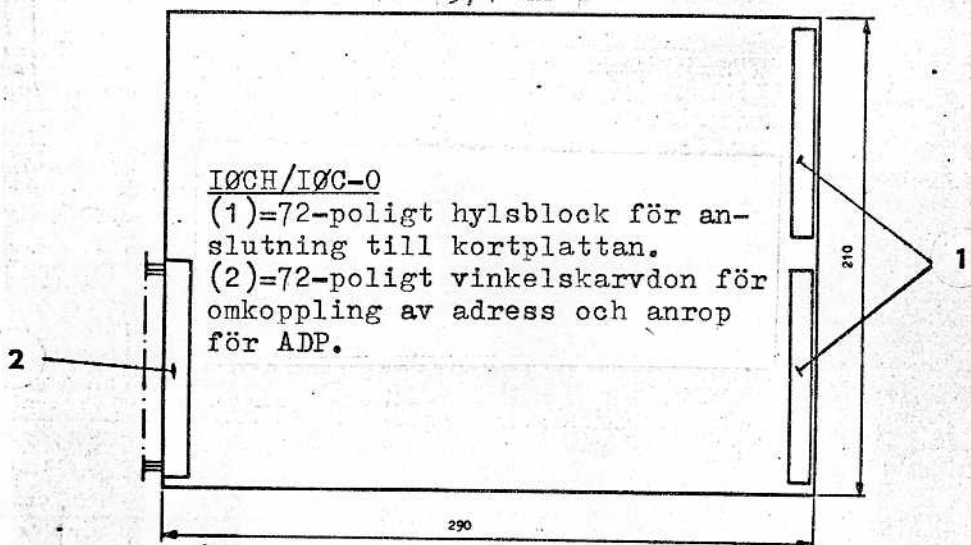 IØCH/IØC-0
(1)=72-poligt hylsblock för an-
slutning till kortplattan.
(2)=72-poligt vinkelskarvdon för
omkoppling av adress och anrop
för ADP.
1
2
210
290